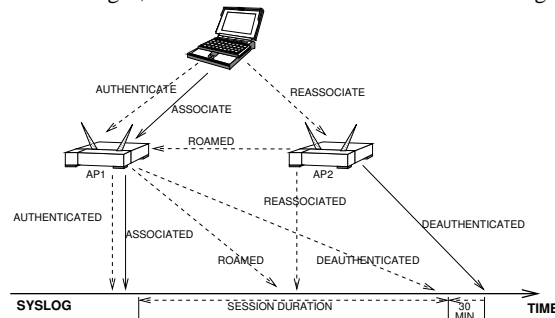 AUTHENTICATE
REASSOCIATE
ASSOCIATE
ROAMED
AP1
AP2
AUTHENTICATED
REASSOCIATED
DEAUTHENTICATED
ASSOCIATED
ROAMED
DEAUTHENTICATED
SYSLOG
SESSION DURATION
30
MIN
TIME